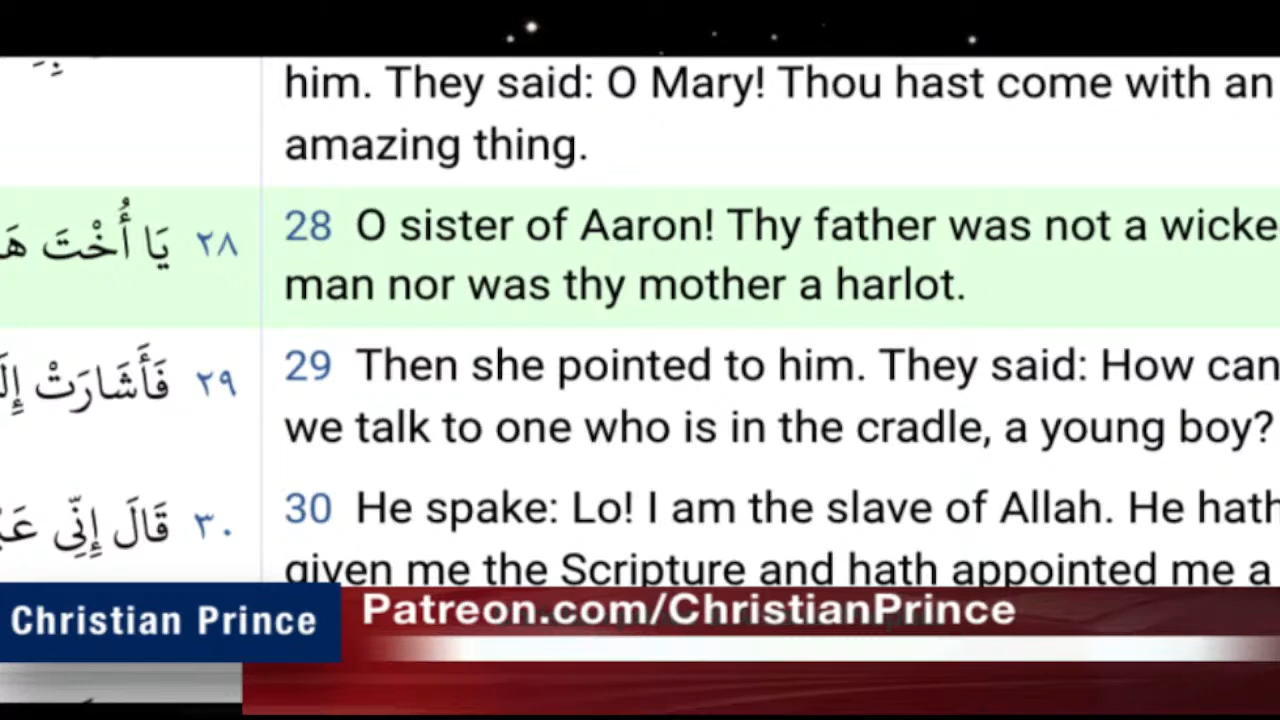 him. They said: O Mary! Thou hast come with an
amazing thing.
٢٨ يَا أُخْتَ
28 O sister of Aaron! Thy father was not a wicke
man nor was thy mother a harlot.
٢٩ فَأَشَارَتْ
29 Then she pointed to him. They said: How can
we talk to one who is in the cradle, a young boy?
٣٠ قَالَ إِنِّي
30 He spake: Lo! I am the slave of Allah. He hath
given me the Scripture and hath appointed me a
Christian Prince
Patreon.com/ChristianPrince